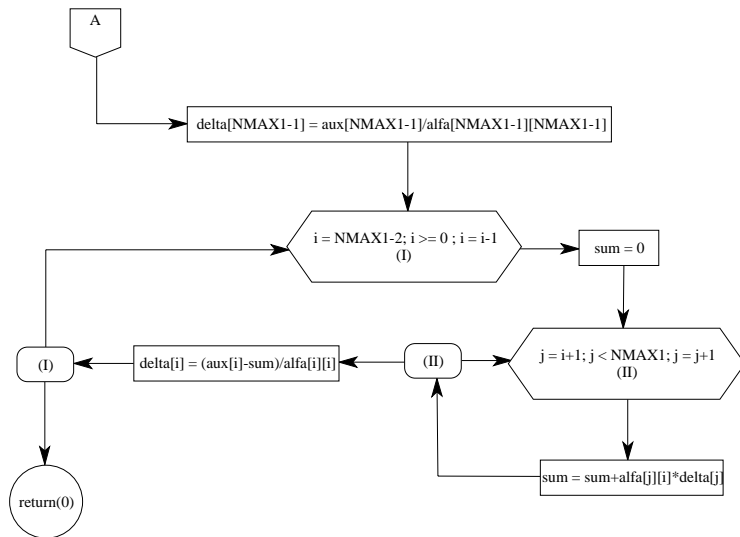 A
delta[NMAX1-1] = aux[NMAX1-1]/alfa[NMAX1-1][NMAX1-1]
i = NMAX1-2; i >= 0 ; i = i-1
(I)
sum = 0
j = i+1; j < NMAX1; j = j+1
(II)
sum = sum+alfa[j][i]*delta[j]
(II)
delta[i] = (aux[i]-sum)/alfa[i][i]
(I)
return(0)